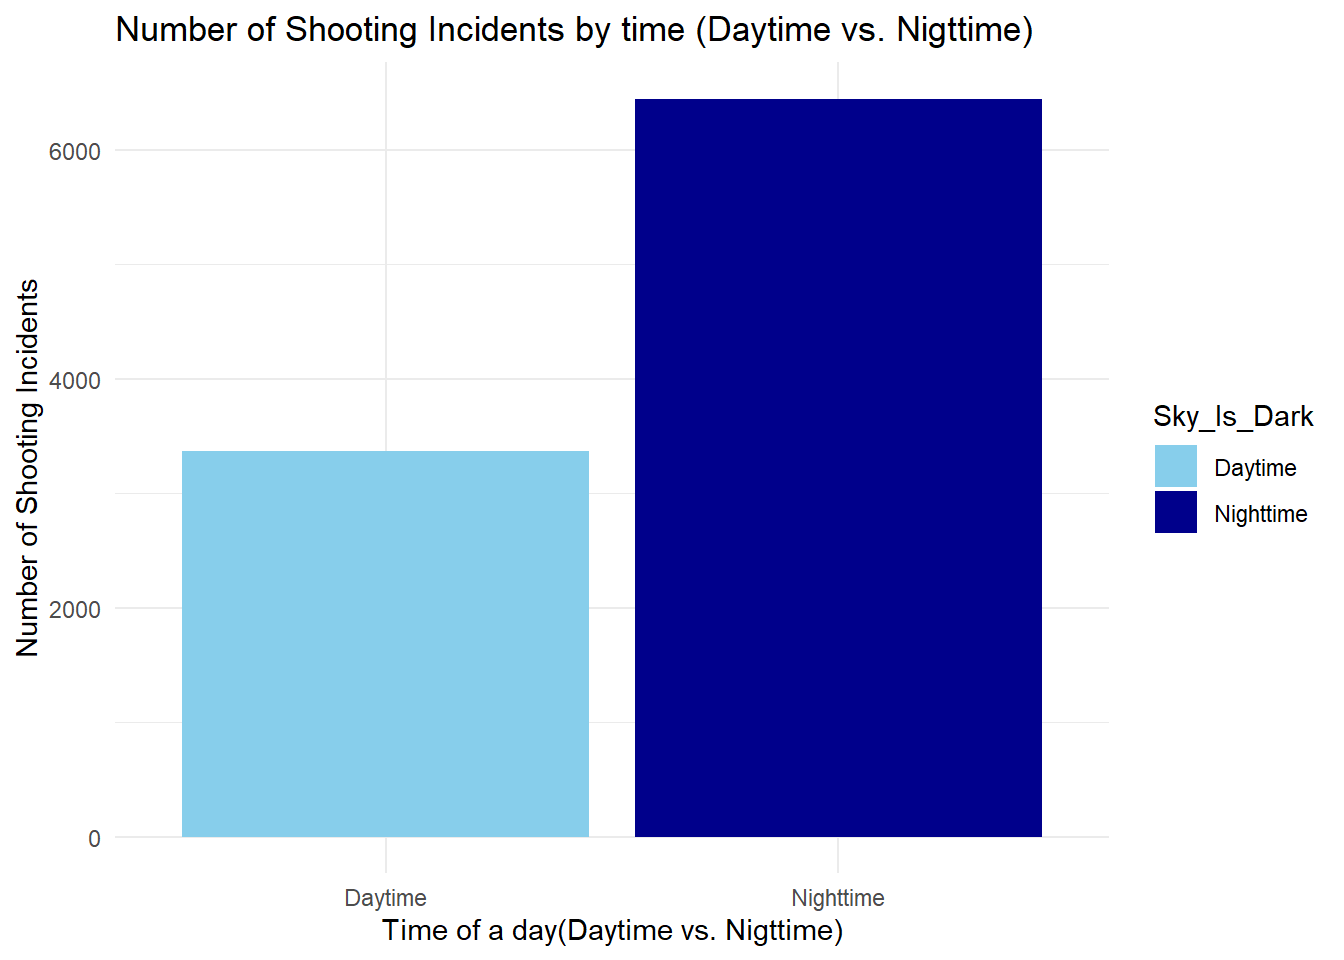 Number of Shooting Incidents by time (Daytime vs. Nigttime)
Number of Shooting Incidents
6000
4000
2000
0
Daytime
Nighttime
Time of a day(Daytime vs. Nigttime)
Sky_Is_Dark
Daytime
Nighttime